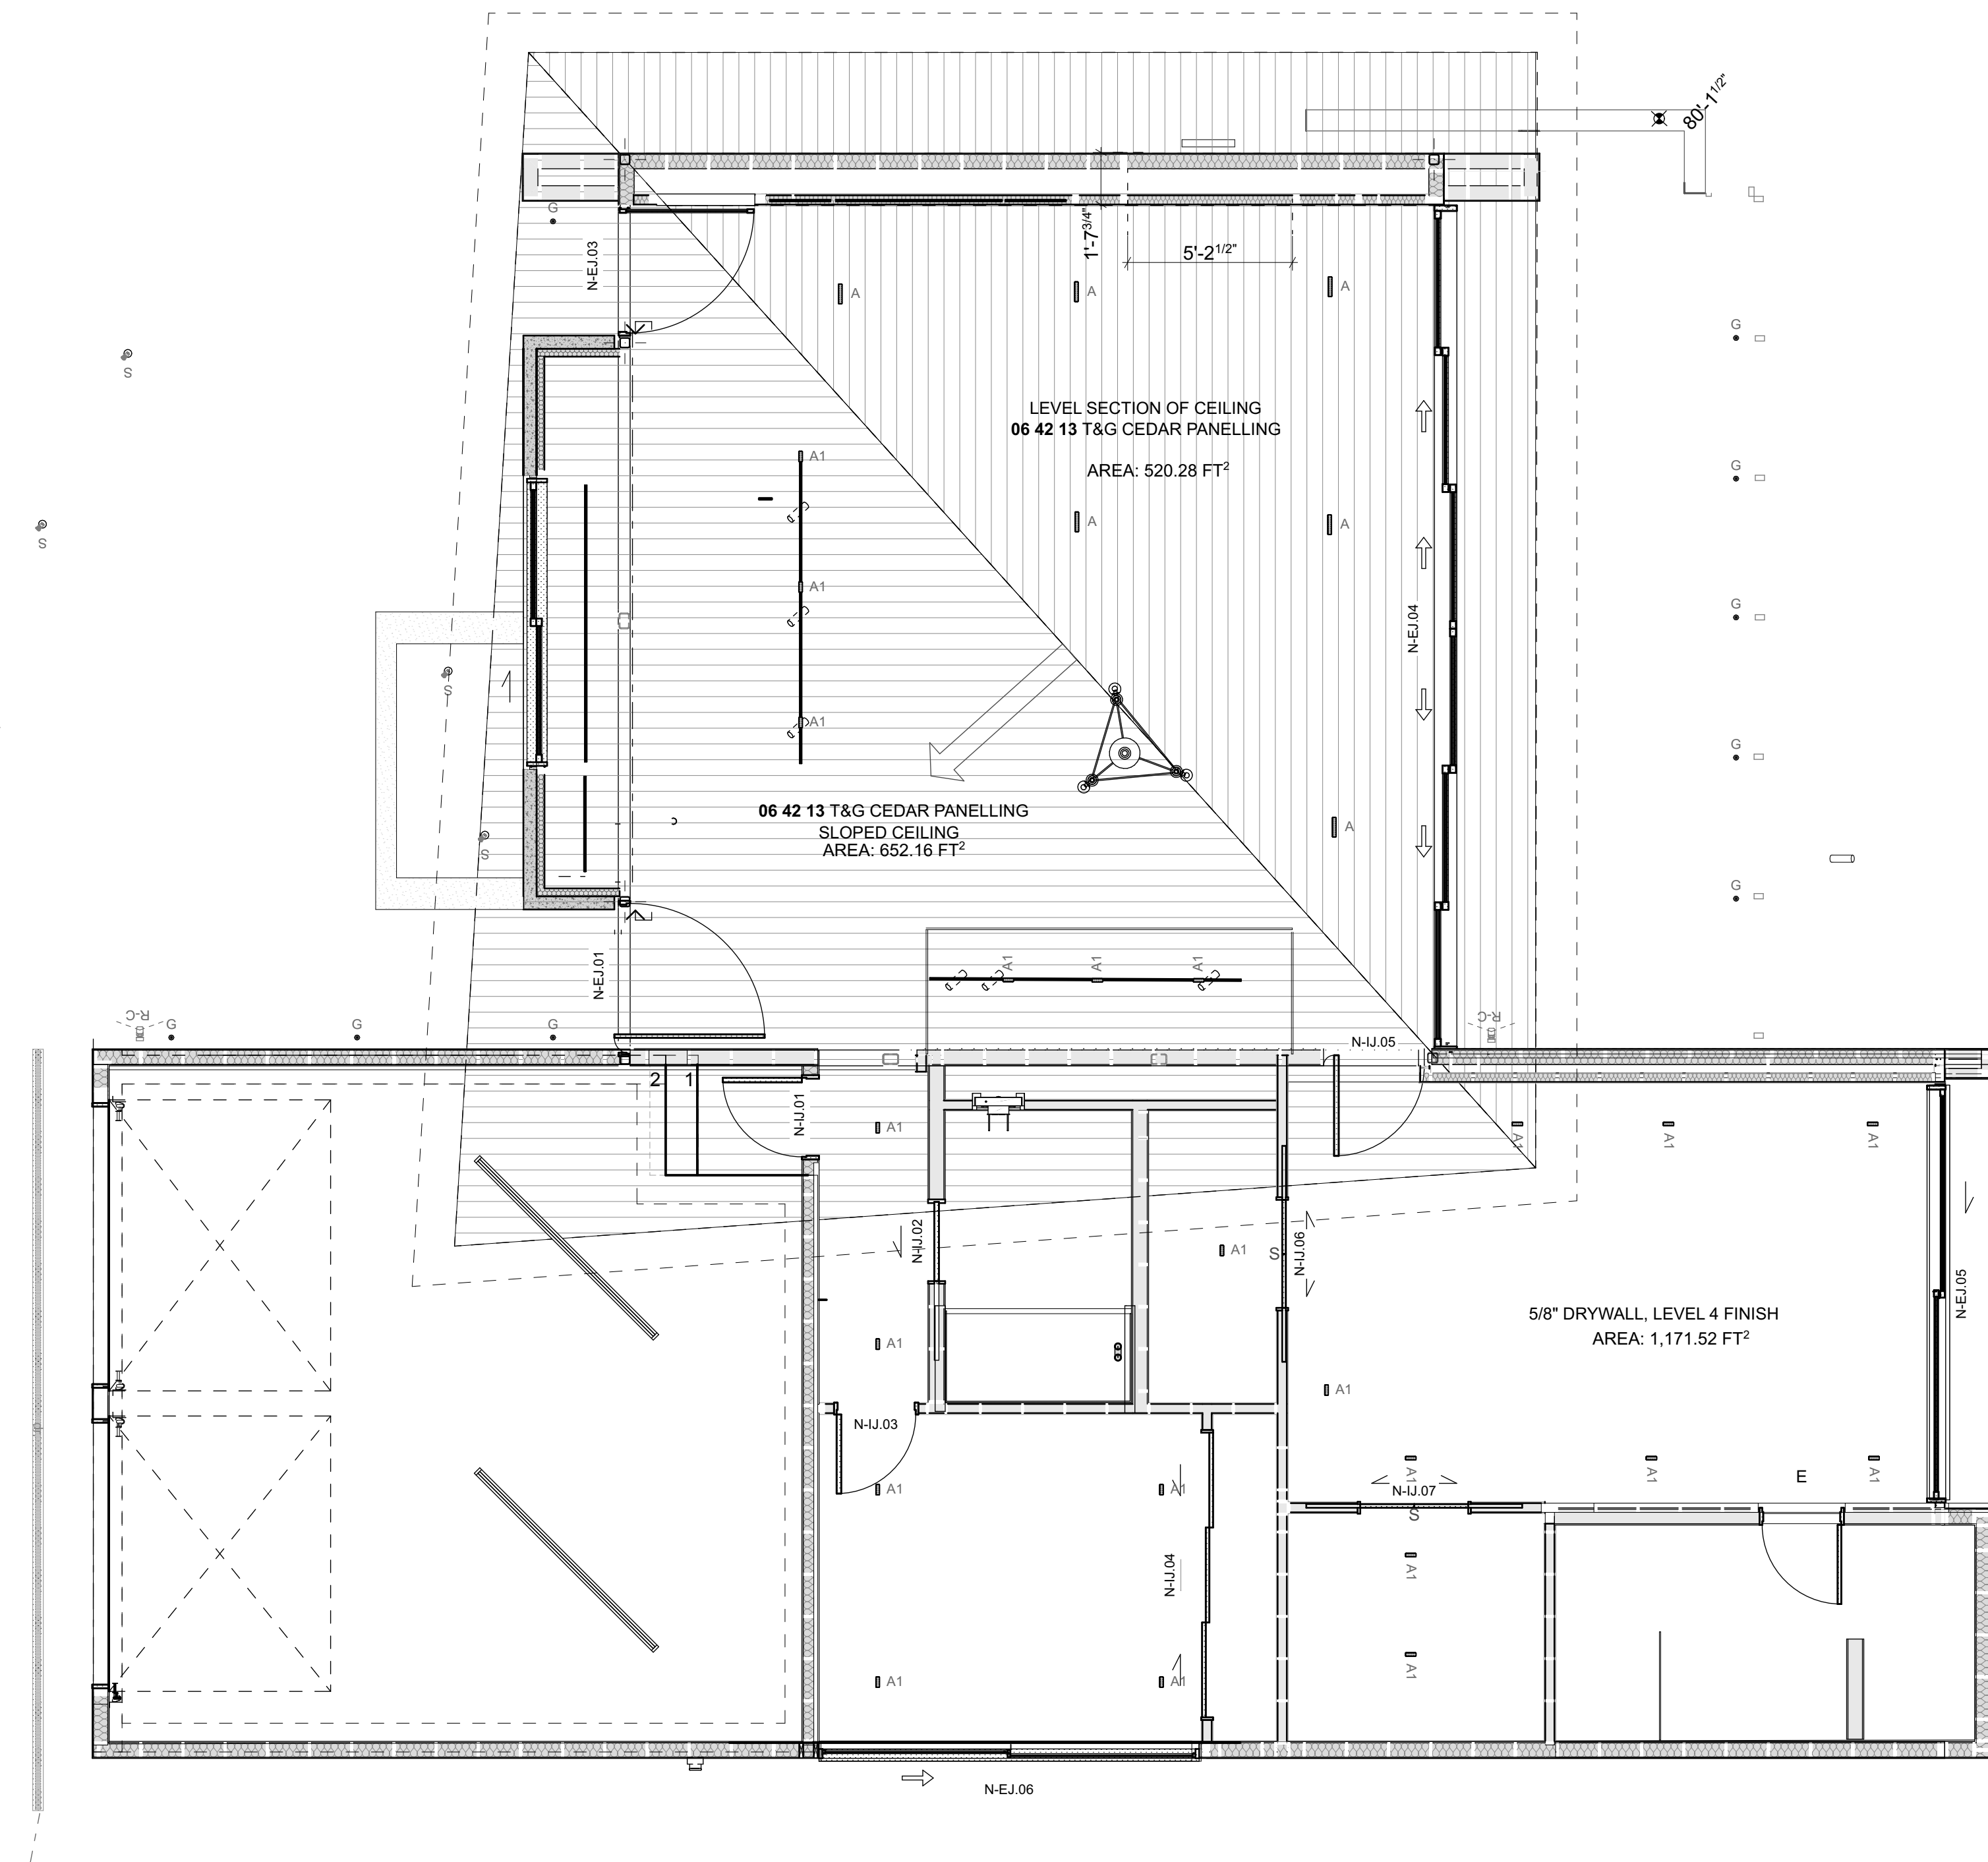 80'-1 1/2"
G
N-EJ.03
1'-7 3/4"
5'-2 1/2"
A
A
A
G
S
LEVEL SECTION OF CEILING
06 42 13 T&G CEDAR PANELLING
AREA: 520.28 FT²
A1
G
A
A
S
A1
G
N-EJ.04
S
A1
G
06 42 13 T&G CEDAR PANELLING
SLOPED CEILING
AREA: 652.16 FT²
A
S
G
N-EJ.01
A1
A1
A1
R-C
G
G
G
R-C
N-IJ.05
2
1
N-IJ.01
A1
A1
A1
A1
N-IJ.02
A1
S
N-IJ.06
X
N-EJ.05
5/8" DRYWALL, LEVEL 4 FINISH
AREA: 1,171.52 FT²
A1
A1
N-IJ.03
A1
A1
A1
E
N-IJ.07
S
A1
A1
X
A1
N-IJ.04
A1
A1
A1
N-EJ.06